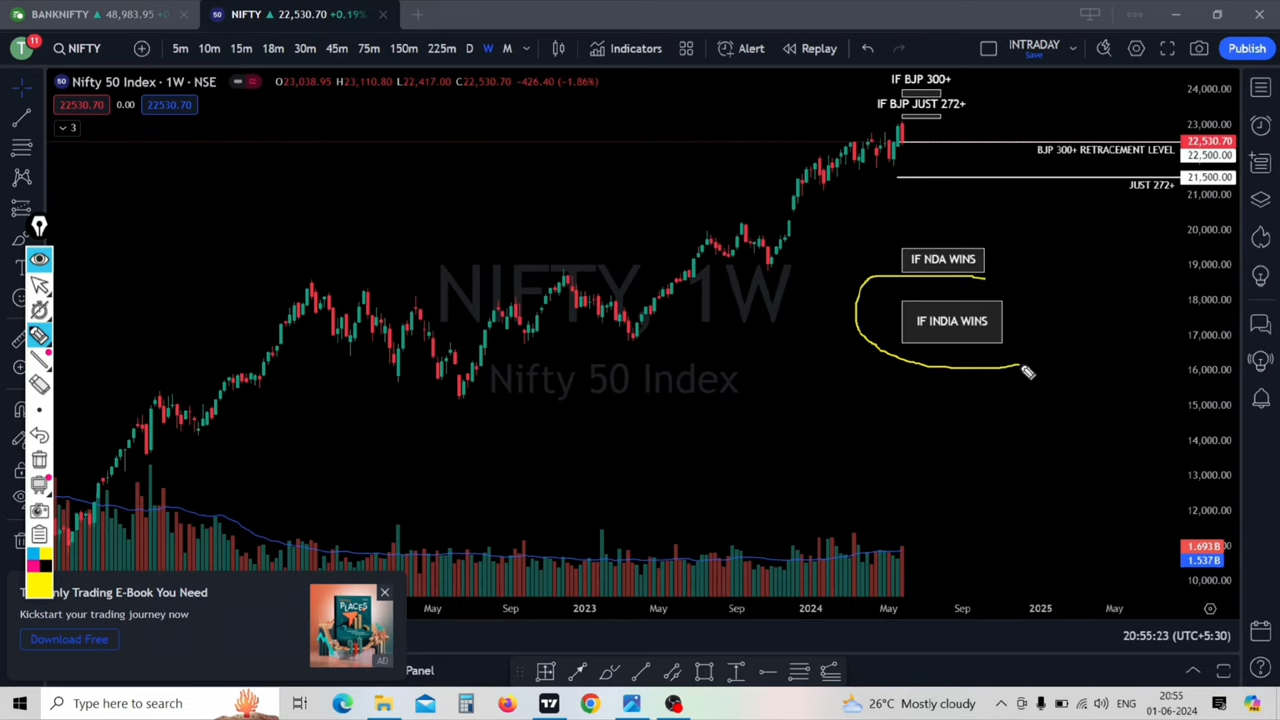 BANKNIFTY ▲ 48,983.95 +0
NIFTY ▲ 22,530.70 +0.19%
T 11 NIFTY 5m 10m 15m 18m 30m 45m 75m 150m 225m D W M Indicators Alert Replay INTRADAY Save Publish
50 Nifty 50 Index · 1W · NSE O23,038.95 H23,110.80 L22,417.00 C22,530.70 -426.40 (-1.86%)
22530.70 0.00 22530.70
3
IF BJP 300+
IF BJP JUST 272+
BJP 300+ RETRACEMENT LEVEL
JUST 272+
IF NDA WINS
IF INDIA WINS
NIFTY, 1W
Nifty 50 Index
24,000.00
23,000.00
22,530.70
22,500.00
21,500.00
21,000.00
20,000.00
19,000.00
18,000.00
17,000.00
16,000.00
15,000.00
14,000.00
13,000.00
12,000.00
1.693B
1.537B
10,000.00
May Sep 2023 May Sep 2024 May Sep 2025 May
20:55:23 (UTC+5:30)
nly Trading E-Book You Need
Kickstart your trading journey now
Download Free
PLACES
AD
Panel
Type here to search
26°C Mostly cloudy
ENG
20:55
01-06-2024